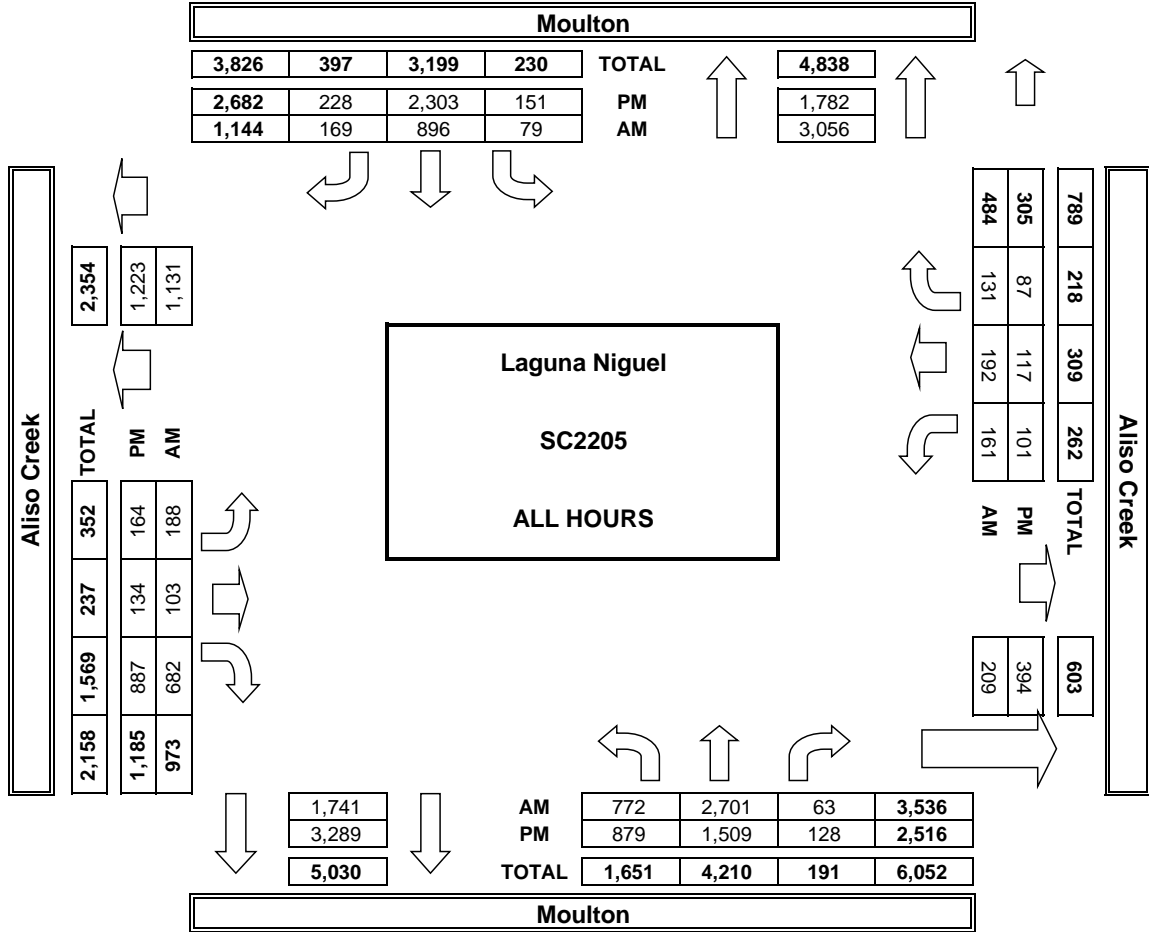 Moulton
3,826 397 3,199 230 TOTAL 4,838
2,682 228 2,303 151 PM 1,782
1,144 169 896 79 AM 3,056
Aliso Creek
2,354
1,223
1,131
TOTAL 352 237 1,569 2,158
PM 164 134 887 1,185
AM 188 103 682 973
Laguna Niguel
SC2205
ALL HOURS
789 218 309 262 TOTAL 603
305 87 117 101 PM 394
484 131 192 161 AM 209
Aliso Creek
1,741 AM 772 2,701 63 3,536
3,289 PM 879 1,509 128 2,516
5,030 TOTAL 1,651 4,210 191 6,052
Moulton